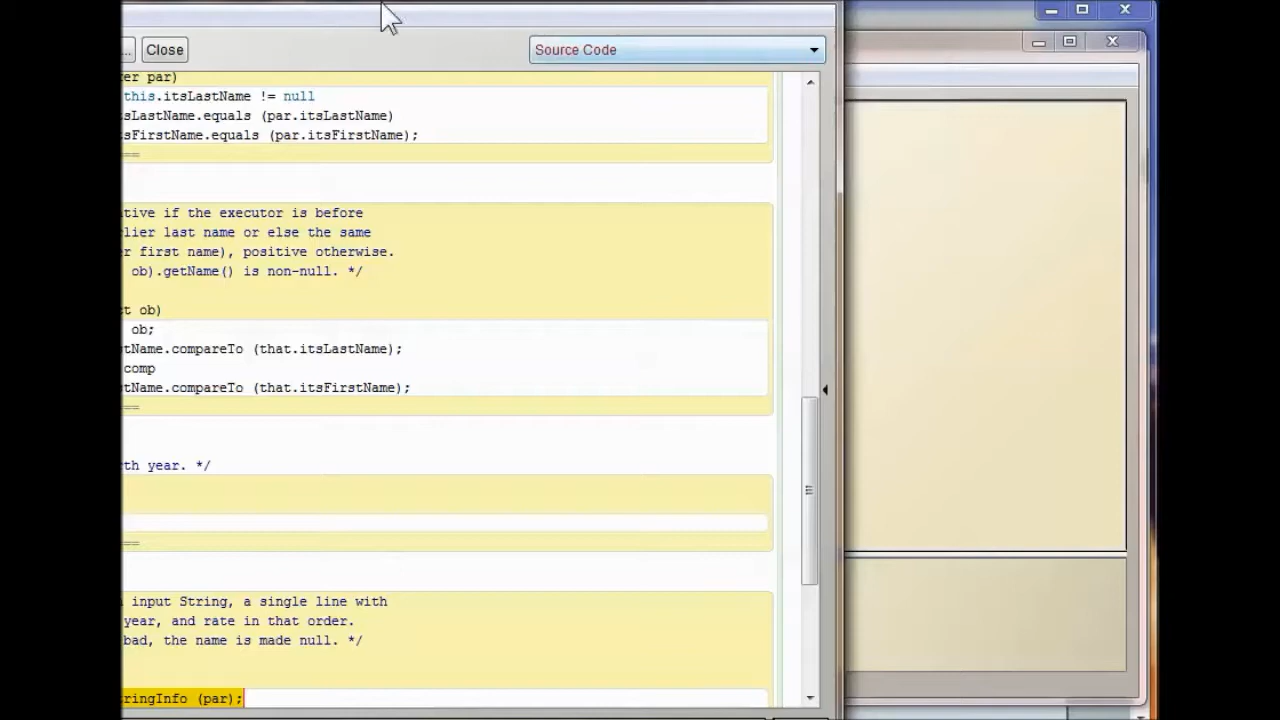 ... Close Source Code
er par)
this.itsLastName != null
sLastName.equals (par.itsLastName)
sFirstName.equals (par.itsFirstName);
==
tive if the executor is before
lier last name or else the same
r first name), positive otherwise.
ob).getName() is non-null. */
t ob)
ob;
tName.compareTo (that.itsLastName);
comp
tName.compareTo (that.itsFirstName);
==
th year. */
==
input String, a single line with
year, and rate in that order.
bad, the name is made null. */
ringInfo (par);